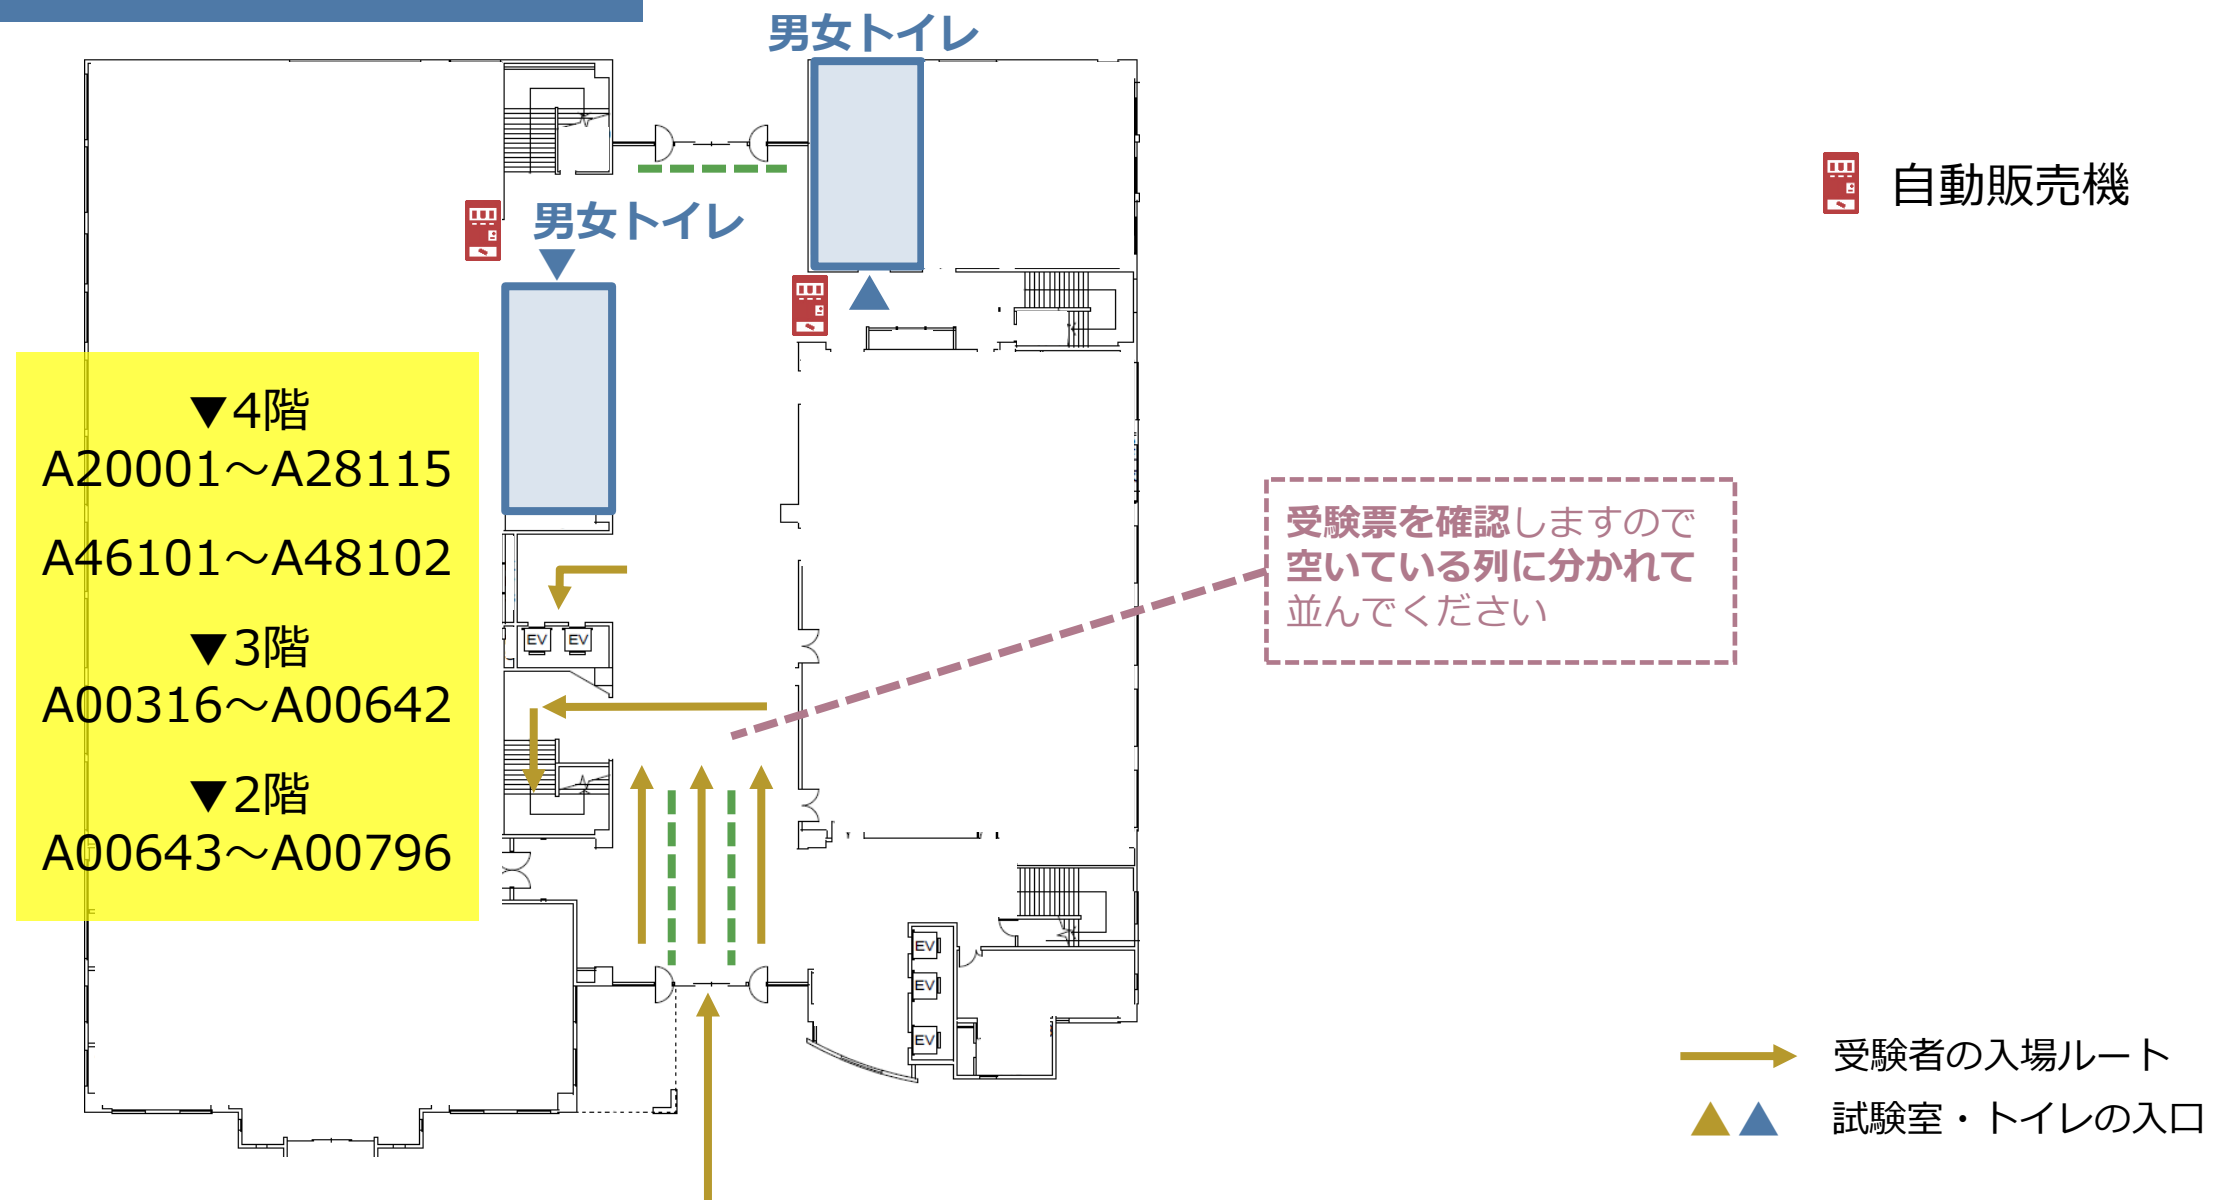 男女トイレ
自動販売機
男女トイレ
▼4階
A20001～A28115
A46101～A48102
▼3階
A00316～A00642
▼2階
A00643～A00796
受験票を確認しますので
空いている列に分かれて
並んでください
EV EV
EV
EV
EV
受験者の入場ルート
試験室・トイレの入口